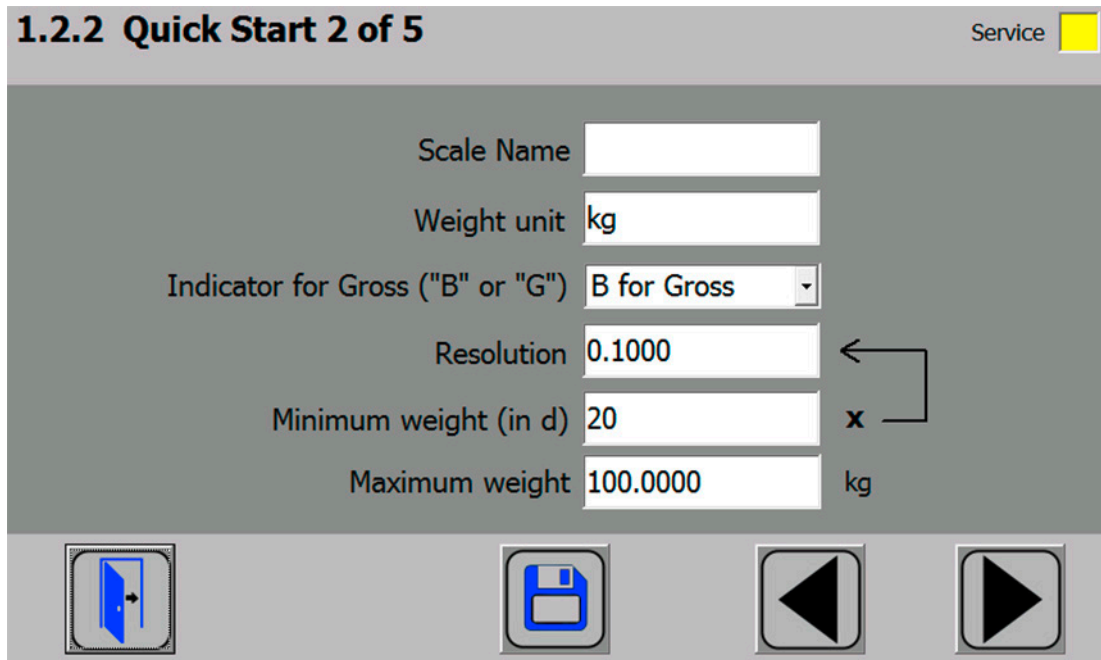 1.2.2 Quick Start 2 of 5
Service
Scale Name
Weight unit kg
Indicator for Gross ("B" or "G") B for Gross
Resolution 0.1000
Minimum weight (in d) 20 x
Maximum weight 100.0000 kg